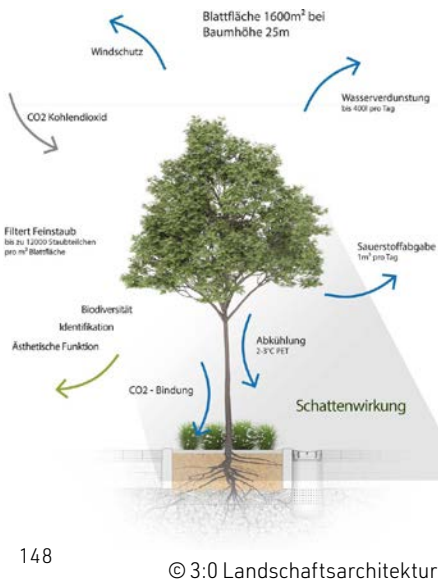 Blattfläche 1600m² bei
Baumhöhe 25m
Windschutz
Wasserverdunstung
bis 400l pro Tag
CO2 Kohlendioxid
Filtert Feinstaub
bis zu 12000 Staubteilchen
pro m² Blattfläche
Sauerstoffabgabe
1m³ pro Tag
Biodiversität
Identifikation
Ästhetische Funktion
Abkühlung
2-3°C PET
CO2 - Bindung
Schattenwirkung
148
© 3:0 Landschaftsarchitektur